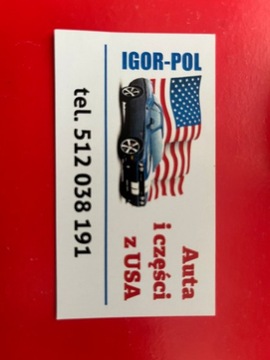 IGOR-POL
Auta
i części
z USA
tel. 512 038 191